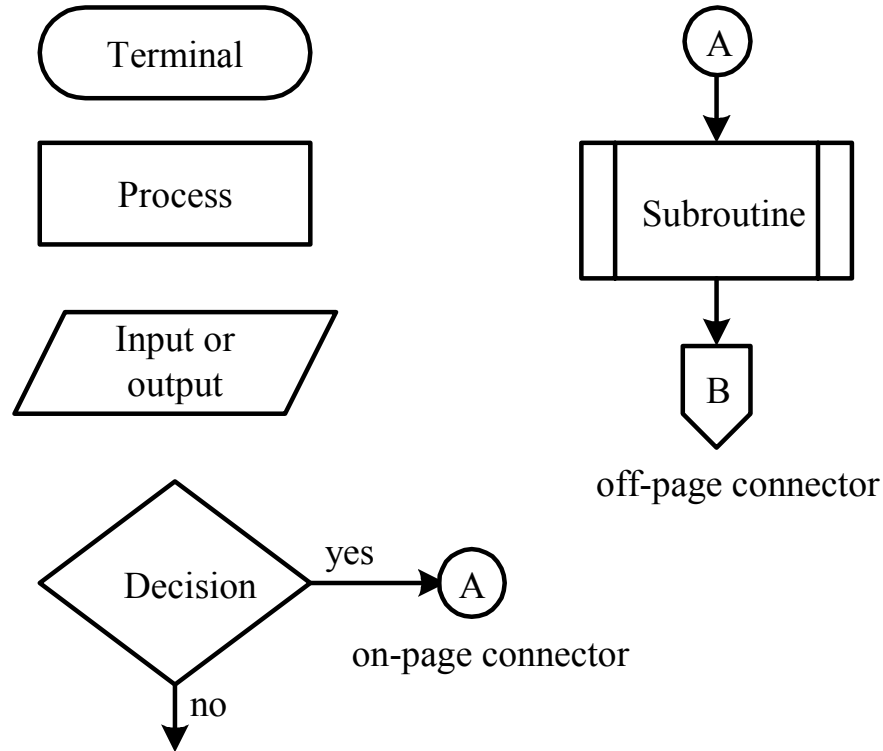 Terminal
Process
Input or
output
Decision
yes
A
on-page connector
no
A
Subroutine
B
off-page connector